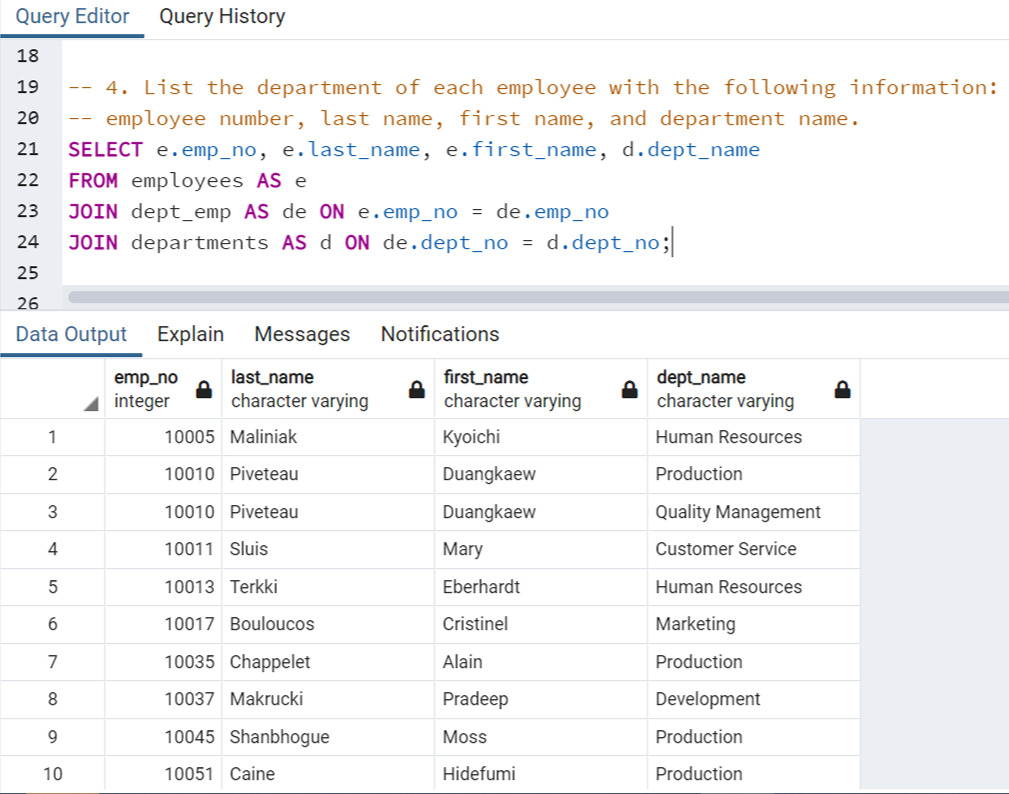 Query Editor Query History
18
19 -- 4. List the department of each employee with the following information:
20 -- employee number, last name, first name, and department name.
21 SELECT e.emp_no, e.last_name, e.first_name, d.dept_name
22 FROM employees AS e
23 JOIN dept_emp AS de ON e.emp_no = de.emp_no
24 JOIN departments AS d ON de.dept_no = d.dept_no;
25
26
Data Output Explain Messages Notifications
emp_no last_name first_name dept_name
integer character varying character varying character varying
1 10005 Maliniak Kyoichi Human Resources
2 10010 Piveteau Duangkaew Production
3 10010 Piveteau Duangkaew Quality Management
4 10011 Sluis Mary Customer Service
5 10013 Terkki Eberhardt Human Resources
6 10017 Bouloucos Cristinel Marketing
7 10035 Chappelet Alain Production
8 10037 Makrucki Pradeep Development
9 10045 Shanbhogue Moss Production
10 10051 Caine Hidefumi Production